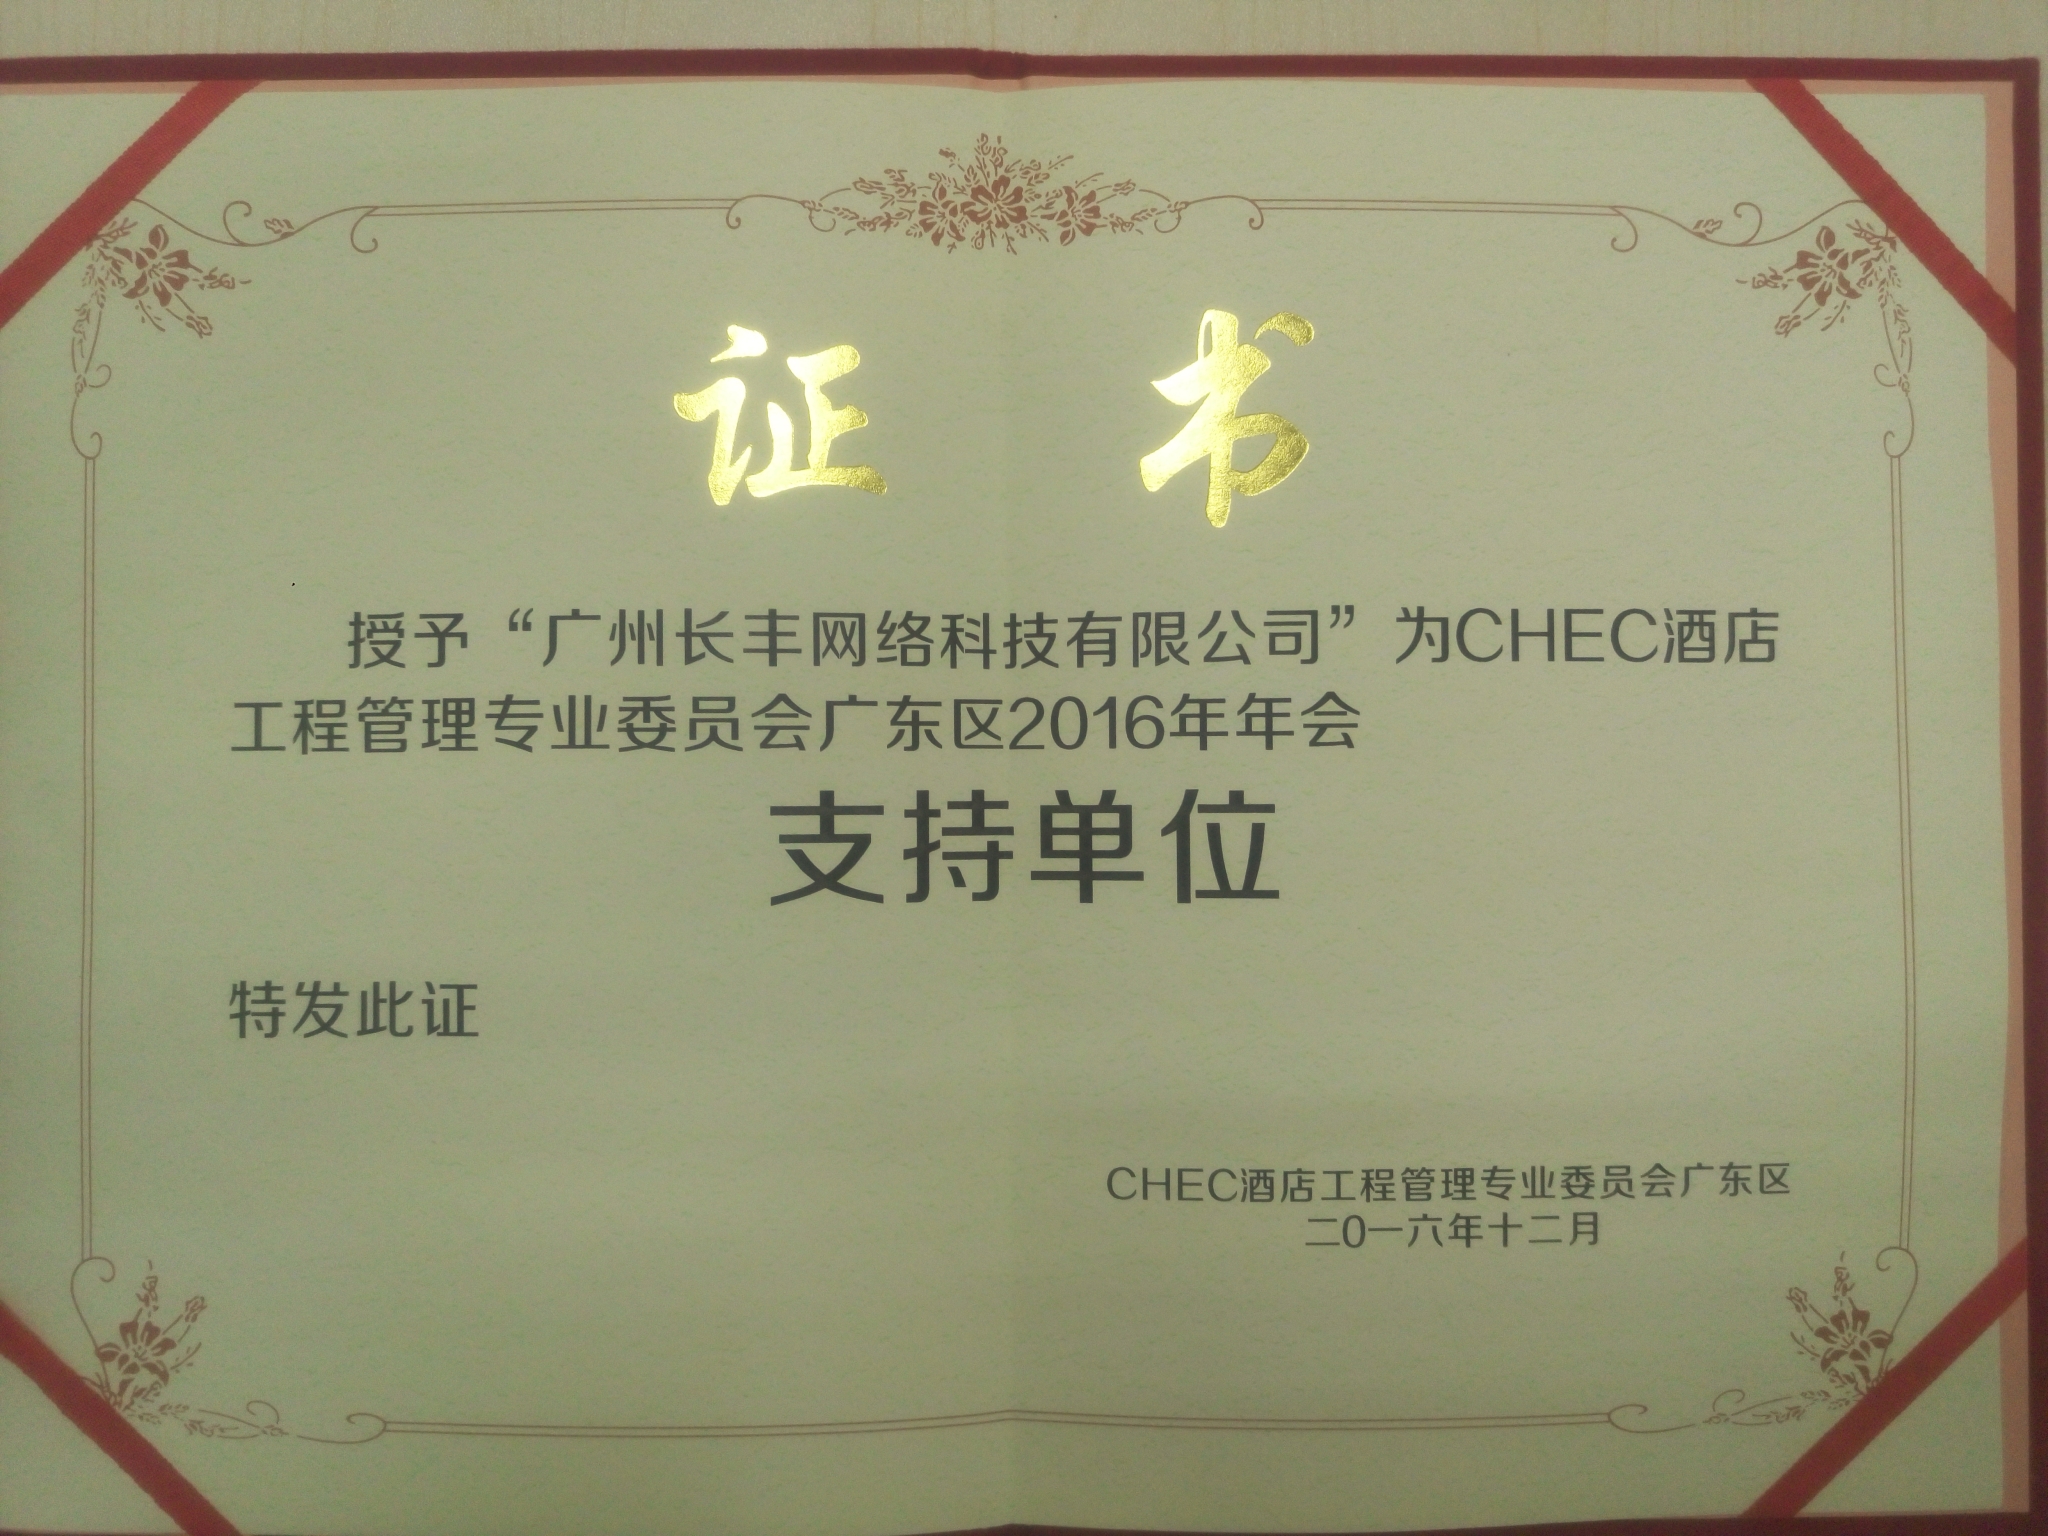 证书
授予“广州长丰网络科技有限公司”为CHEC酒店
工程管理专业委员会广东区2016年年会
支持单位
特发此证
CHEC酒店工程管理专业委员会广东区
二0一六年十二月